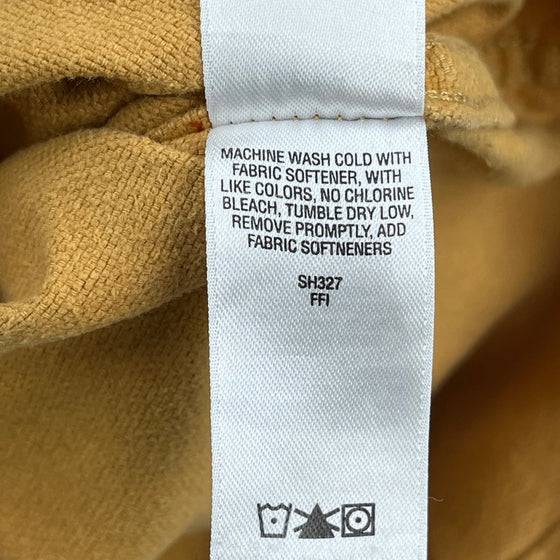 MACHINE WASH COLD WITH
FABRIC SOFTENER, WITH
LIKE COLORS, NO CHLORINE
BLEACH, TUMBLE DRY LOW,
REMOVE PROMPTLY, ADD
FABRIC SOFTNENERS
SH327
FFI